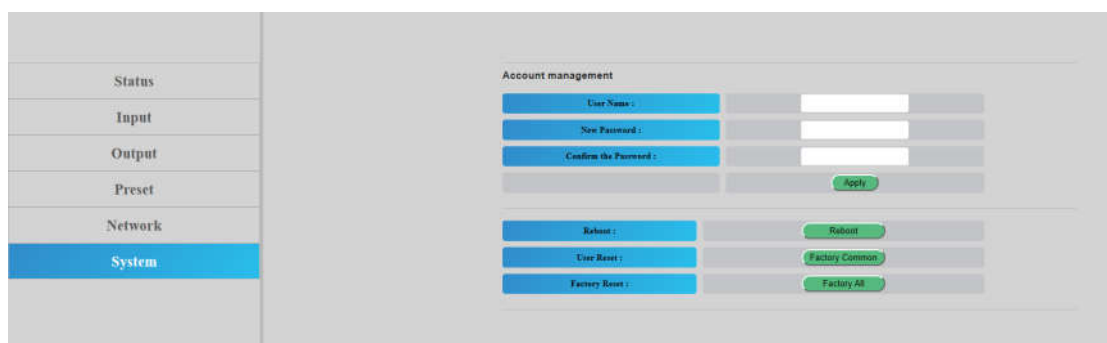 Status
Input
Output
Preset
Network
System
Account management
User Name :
New Password :
Confirm the Password :
Apply
Reboot : Reboot
User Reset : Factory Common
Factory Reset : Factory All